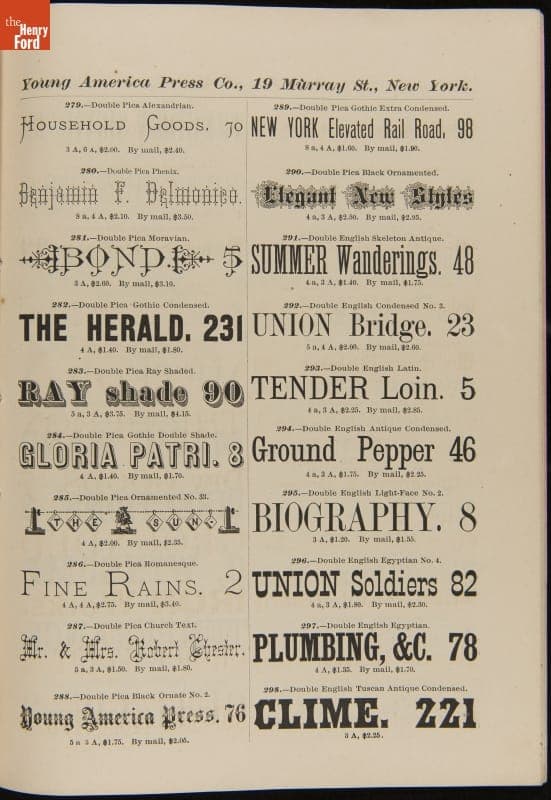 the
Henry
Ford
Young America Press Co., 19 Murray St., New York.
279.—Double Pica Alexandrian.
Household Goods. 70
3 A, 6 A, $2.00. By mail, $2.40.
280.—Double Pica Phenix.
Benjamin F. Delmonico.
8 a, 4 A, $2.10. By mail, $3.50.
281.—Double Pica Moravian.
BOND. 5
3 A, $2.60. By mail, $3.10.
282.—Double Pica Gothic Condensed.
THE HERALD. 231
4 A, $1.40. By mail, $1.80.
283.—Double Pica Ray Shaded.
RAY shade 90
5 a, 3 A, $3.75. By mail, $4.15.
284.—Double Pica Gothic Double Shade.
GLORIA PATRI. 8
4 A, $1.40. By mail, $1.70.
285.—Double Pica Ornamented No. 33.
THE SUN.
4 A, $2.00. By mail, $2.35.
286.—Double Pica Romanesque.
Fine Rains. 2
4 A, 4 A, $2.75. By mail, $3.40.
287.—Double Pica Church Text.
Mr. & Mrs. Robert Chester.
5 a, 3 A, $1.50. By mail, $1.80.
288.—Double Pica Black Ornate No. 2.
Young America Press. 76
5 a 3 A, $1.75. By mail, $2.05.
289.—Double Pica Gothic Extra Condensed.
NEW YORK Elevated Rail Road. 98
8 a, 4 A, $1.60. By mail, $1.90.
290.—Double Pica Black Ornamented.
Elegant New Styles
4 a, 3 A, $2.50. By mail, $2.95.
291.—Double English Skeleton Antique.
SUMMER Wanderings. 48
4 a, 3 A, $1.40. By mail, $1.75.
292.—Double English Condensed No. 2.
UNION Bridge. 23
5 a, 4 A, $2.00. By mail, $2.60.
293.—Double English Latin.
TENDER Loin. 5
4 a, 3 A, $2.25. By mail, $2.85.
294.—Double English Antique Condensed.
Ground Pepper 46
4 a, 3 A, $1.75. By mail, $2.25.
295.—Double English Light-Face No. 2.
BIOGRAPHY. 8
3 A, $1.20. By mail, $1.55.
296.—Double English Egyptian No. 4.
UNION Soldiers 82
4 a, 3 A, $1.80. By mail, $2.30.
297.—Double English Egyptian.
PLUMBING, &C. 78
4 A, $1.35. By mail, $1.70.
298.—Double English Tuscan Antique Condensed.
CLIME. 221
3 A, $2.25.